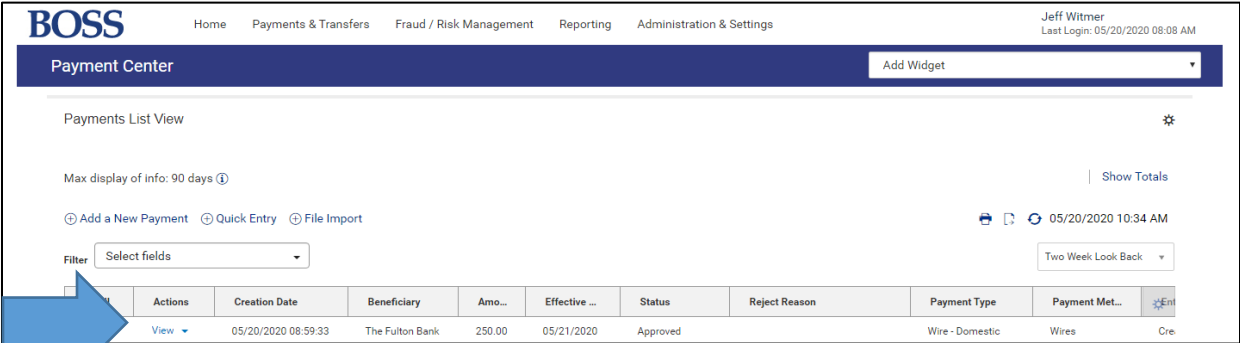 BOSS
Home Payments & Transfers Fraud / Risk Management Reporting Administration & Settings
Jeff Witmer
Last Login: 05/20/2020 08:08 AM
Payment Center
Add Widget
Payments List View
Max display of info: 90 days
Show Totals
Add a New Payment Quick Entry File Import
05/20/2020 10:34 AM
Filter Select fields
Two Week Look Back
Actions Creation Date Beneficiary Amo... Effective ... Status Reject Reason Payment Type Payment Met... Ent
View 05/20/2020 08:59:33 The Fulton Bank 250.00 05/21/2020 Approved Wire - Domestic Wires Cre